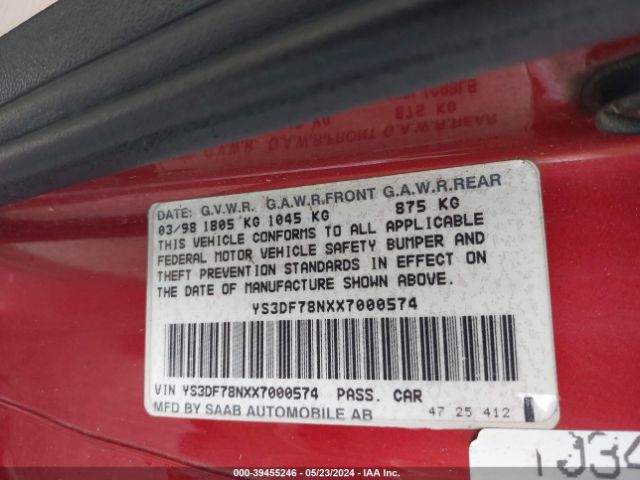 DATE: G.V.W.R. G.A.W.R.FRONT G.A.W.R.REAR
03/98 1805 KG 1045 KG 875 KG
THIS VEHICLE CONFORMS TO ALL APPLICABLE
FEDERAL MOTOR VEHICLE SAFETY BUMPER AND
THEFT PREVENTION STANDARDS IN EFFECT ON
THE DATE OF MANUFACTURE SHOWN ABOVE.
YS3DF78NXX7000574
VIN YS3DF78NXX7000574 PASS. CAR
MFD BY SAAB AUTOMOBILE AB 47 25 412
000-39455246 - 05/23/2024 - IAA Inc.